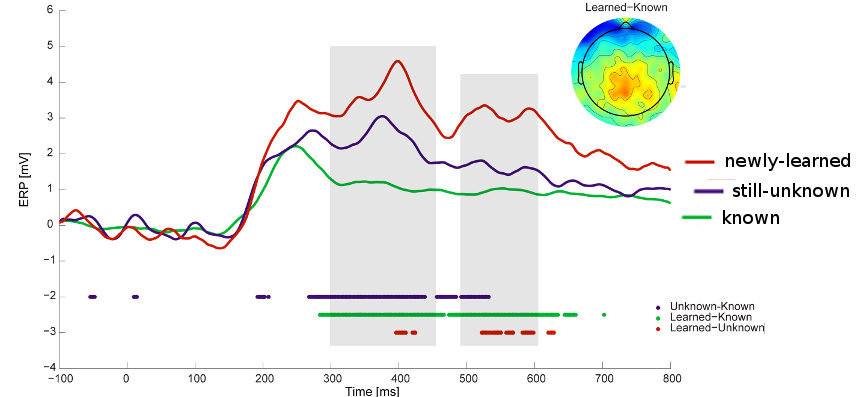 Learned−Known
6
5
4
3
2
1
0
−1
−2
−3
−4
ERP [mV]
−100 0 100 200 300 400 500 600 700 800
Time [ms]
newly-learned
still-unknown
known
Unknown-Known
Learned−Known
Learned−Unknown